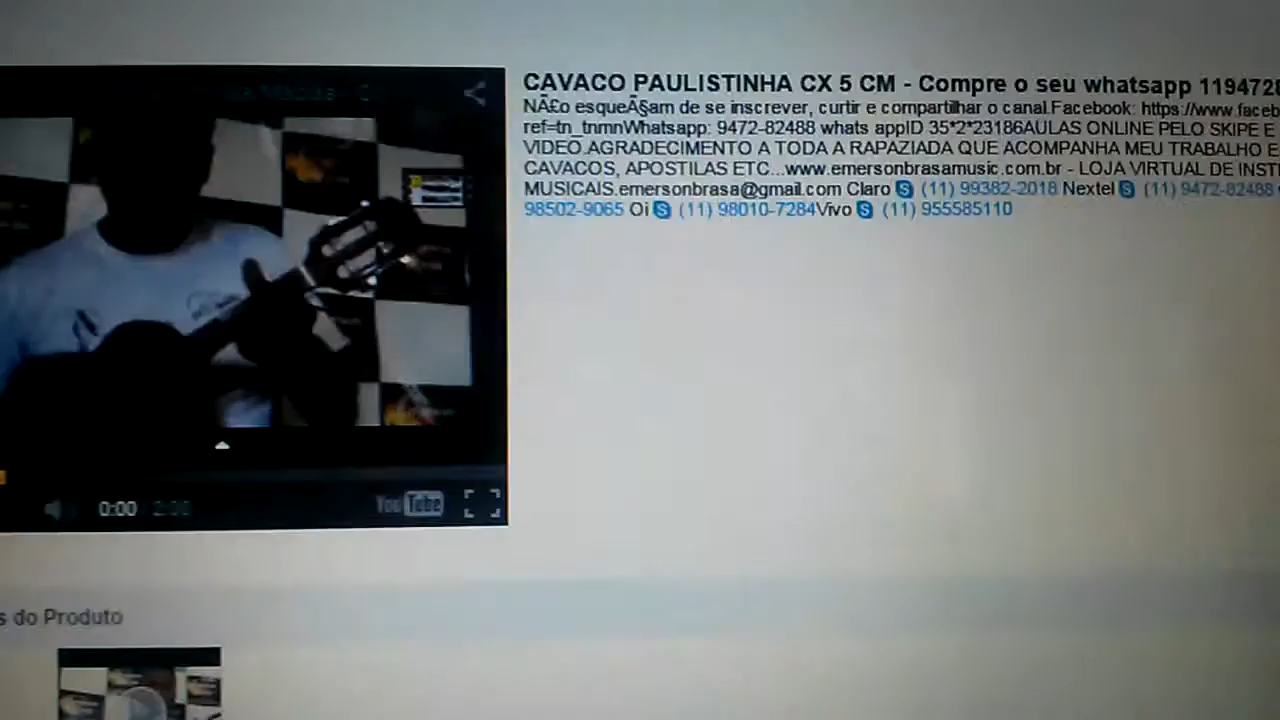 CAVACO PAULISTINHA CX 5 CM - Compre o seu whatsapp 1194728
NÃ£o esqueÃ§am de se inscrever, curtir e compartilhar o canal.Facebook: https://www.faceb
ref=tn_tnmnWhatsapp: 9472-82488 whats appID 35*2*23186AULAS ONLINE PELO SKIPE E
VIDEO.AGRADECIMENTO A TODA A RAPAZIADA QUE ACOMPANHA MEU TRABALHO E
CAVACOS, APOSTILAS ETC...www.emersonbrasamusic.com.br - LOJA VIRTUAL DE INST
MUSICAIS.emersonbrasa@gmail.com Claro (11) 99382-2018 Nextel (11) 9472-82488
98502-9065 Oi (11) 98010-7284Vivo (11) 955585110
0:00 / 2:00
YouTube
s do Produto